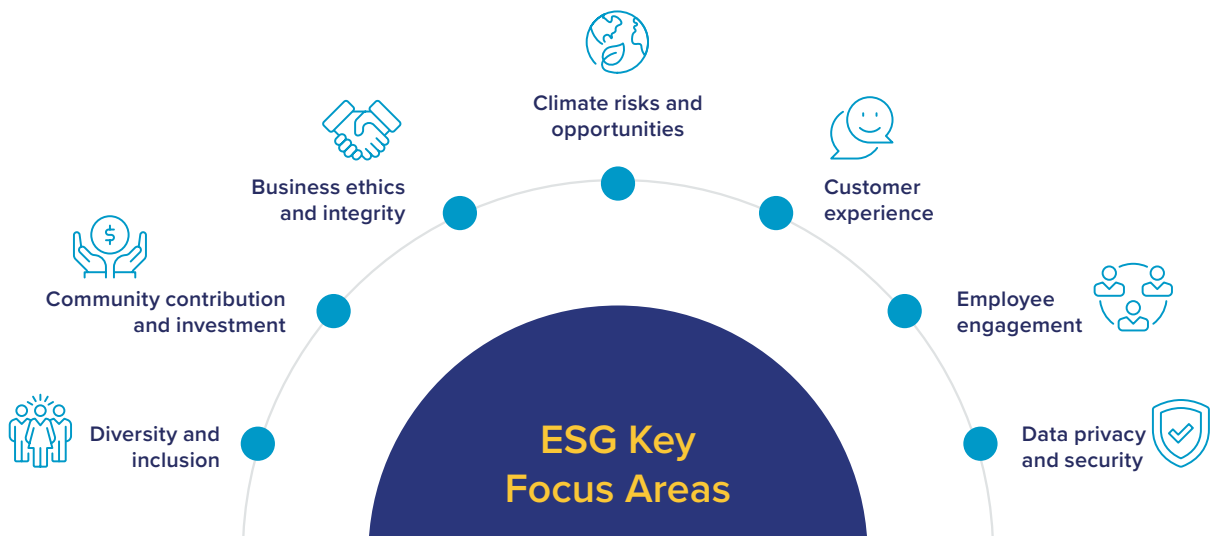 Climate risks and
opportunities
Business ethics
and integrity
Customer
experience
$
Community contribution
and investment
Employee
engagement
Diversity and
inclusion
Data privacy
and security
ESG Key
Focus Areas